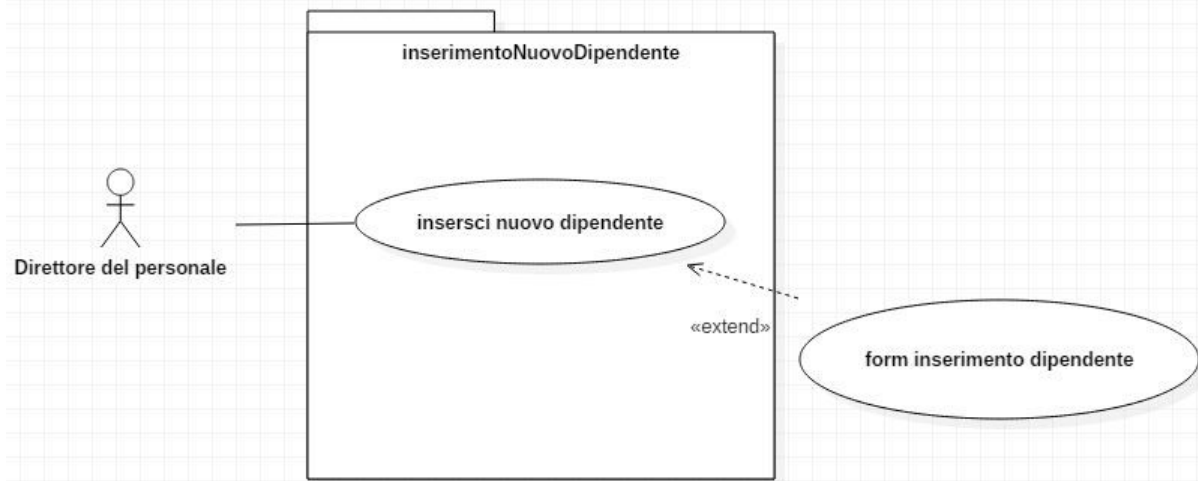 inserimentoNuovoDipendente
insersci nuovo dipendente
Direttore del personale
«extend»
form inserimento dipendente